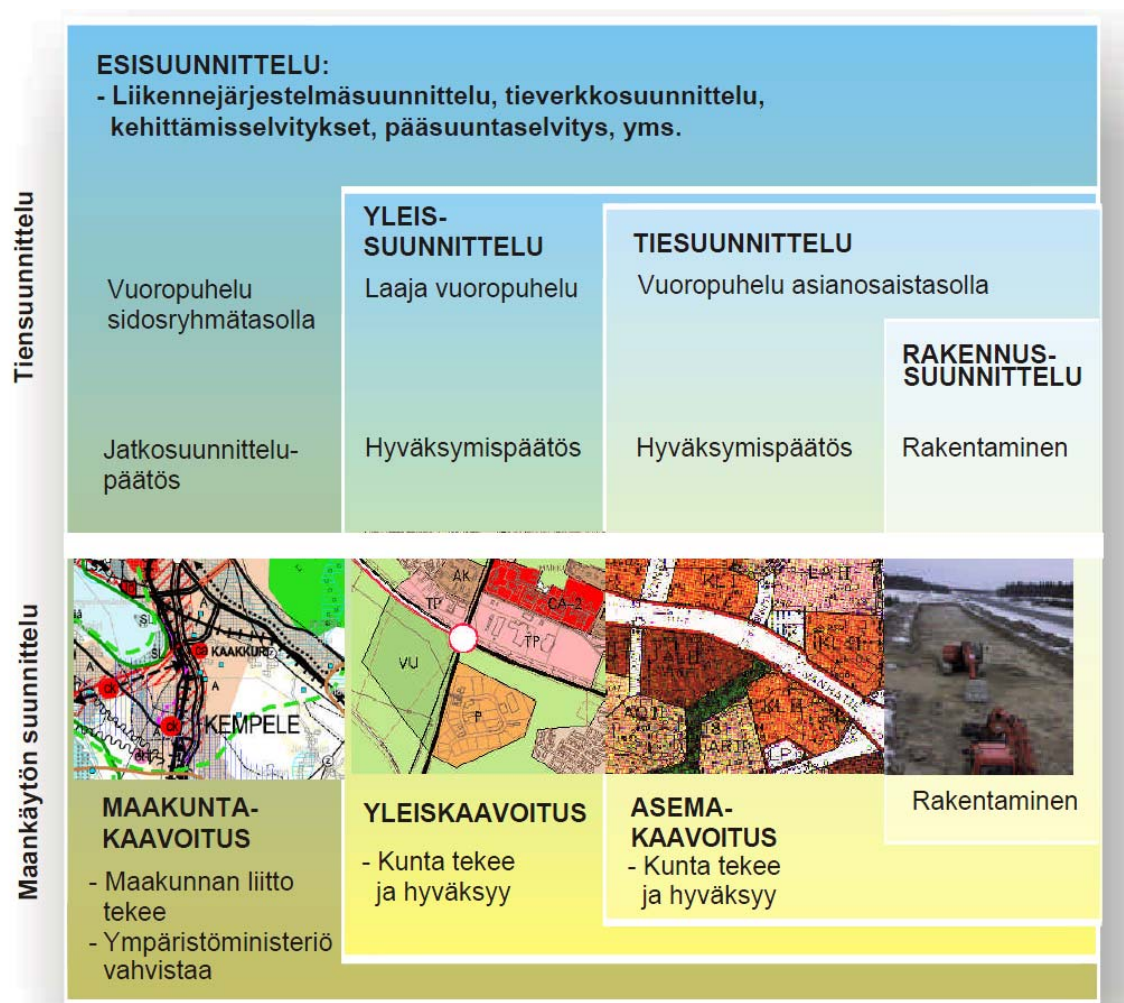 ESISUUNNITTELU:
- Liikennejärjestelmäsuunnittelu, tieverkkosuunnittelu,
kehittämisselvitykset, pääsuuntaselvitys, yms.
Tiensuunnittelu
YLEIS-
SUUNNITTELU
TIESUUNNITTELU
Vuoropuhelu
sidosryhmätasolla
Laaja vuoropuhelu
Vuoropuhelu asianosaistasolla
RAKENNUS-
SUUNNITTELU
Jatkosuunnittelu-
päätös
Hyväksymispäätös
Hyväksymispäätös
Rakentaminen
Maankäytön suunnittelu
KAAKKURI
KEMPELE
AK
TP
CA-2
TP
VU
P
VANHATIE
MAAKUNTA-
KAAVOITUS
- Maakunnan liitto
tekee
- Ympäristöministeriö
vahvistaa
YLEISKAAVOITUS
- Kunta tekee
ja hyväksyy
ASEMA-
KAAVOITUS
- Kunta tekee
ja hyväksyy
Rakentaminen